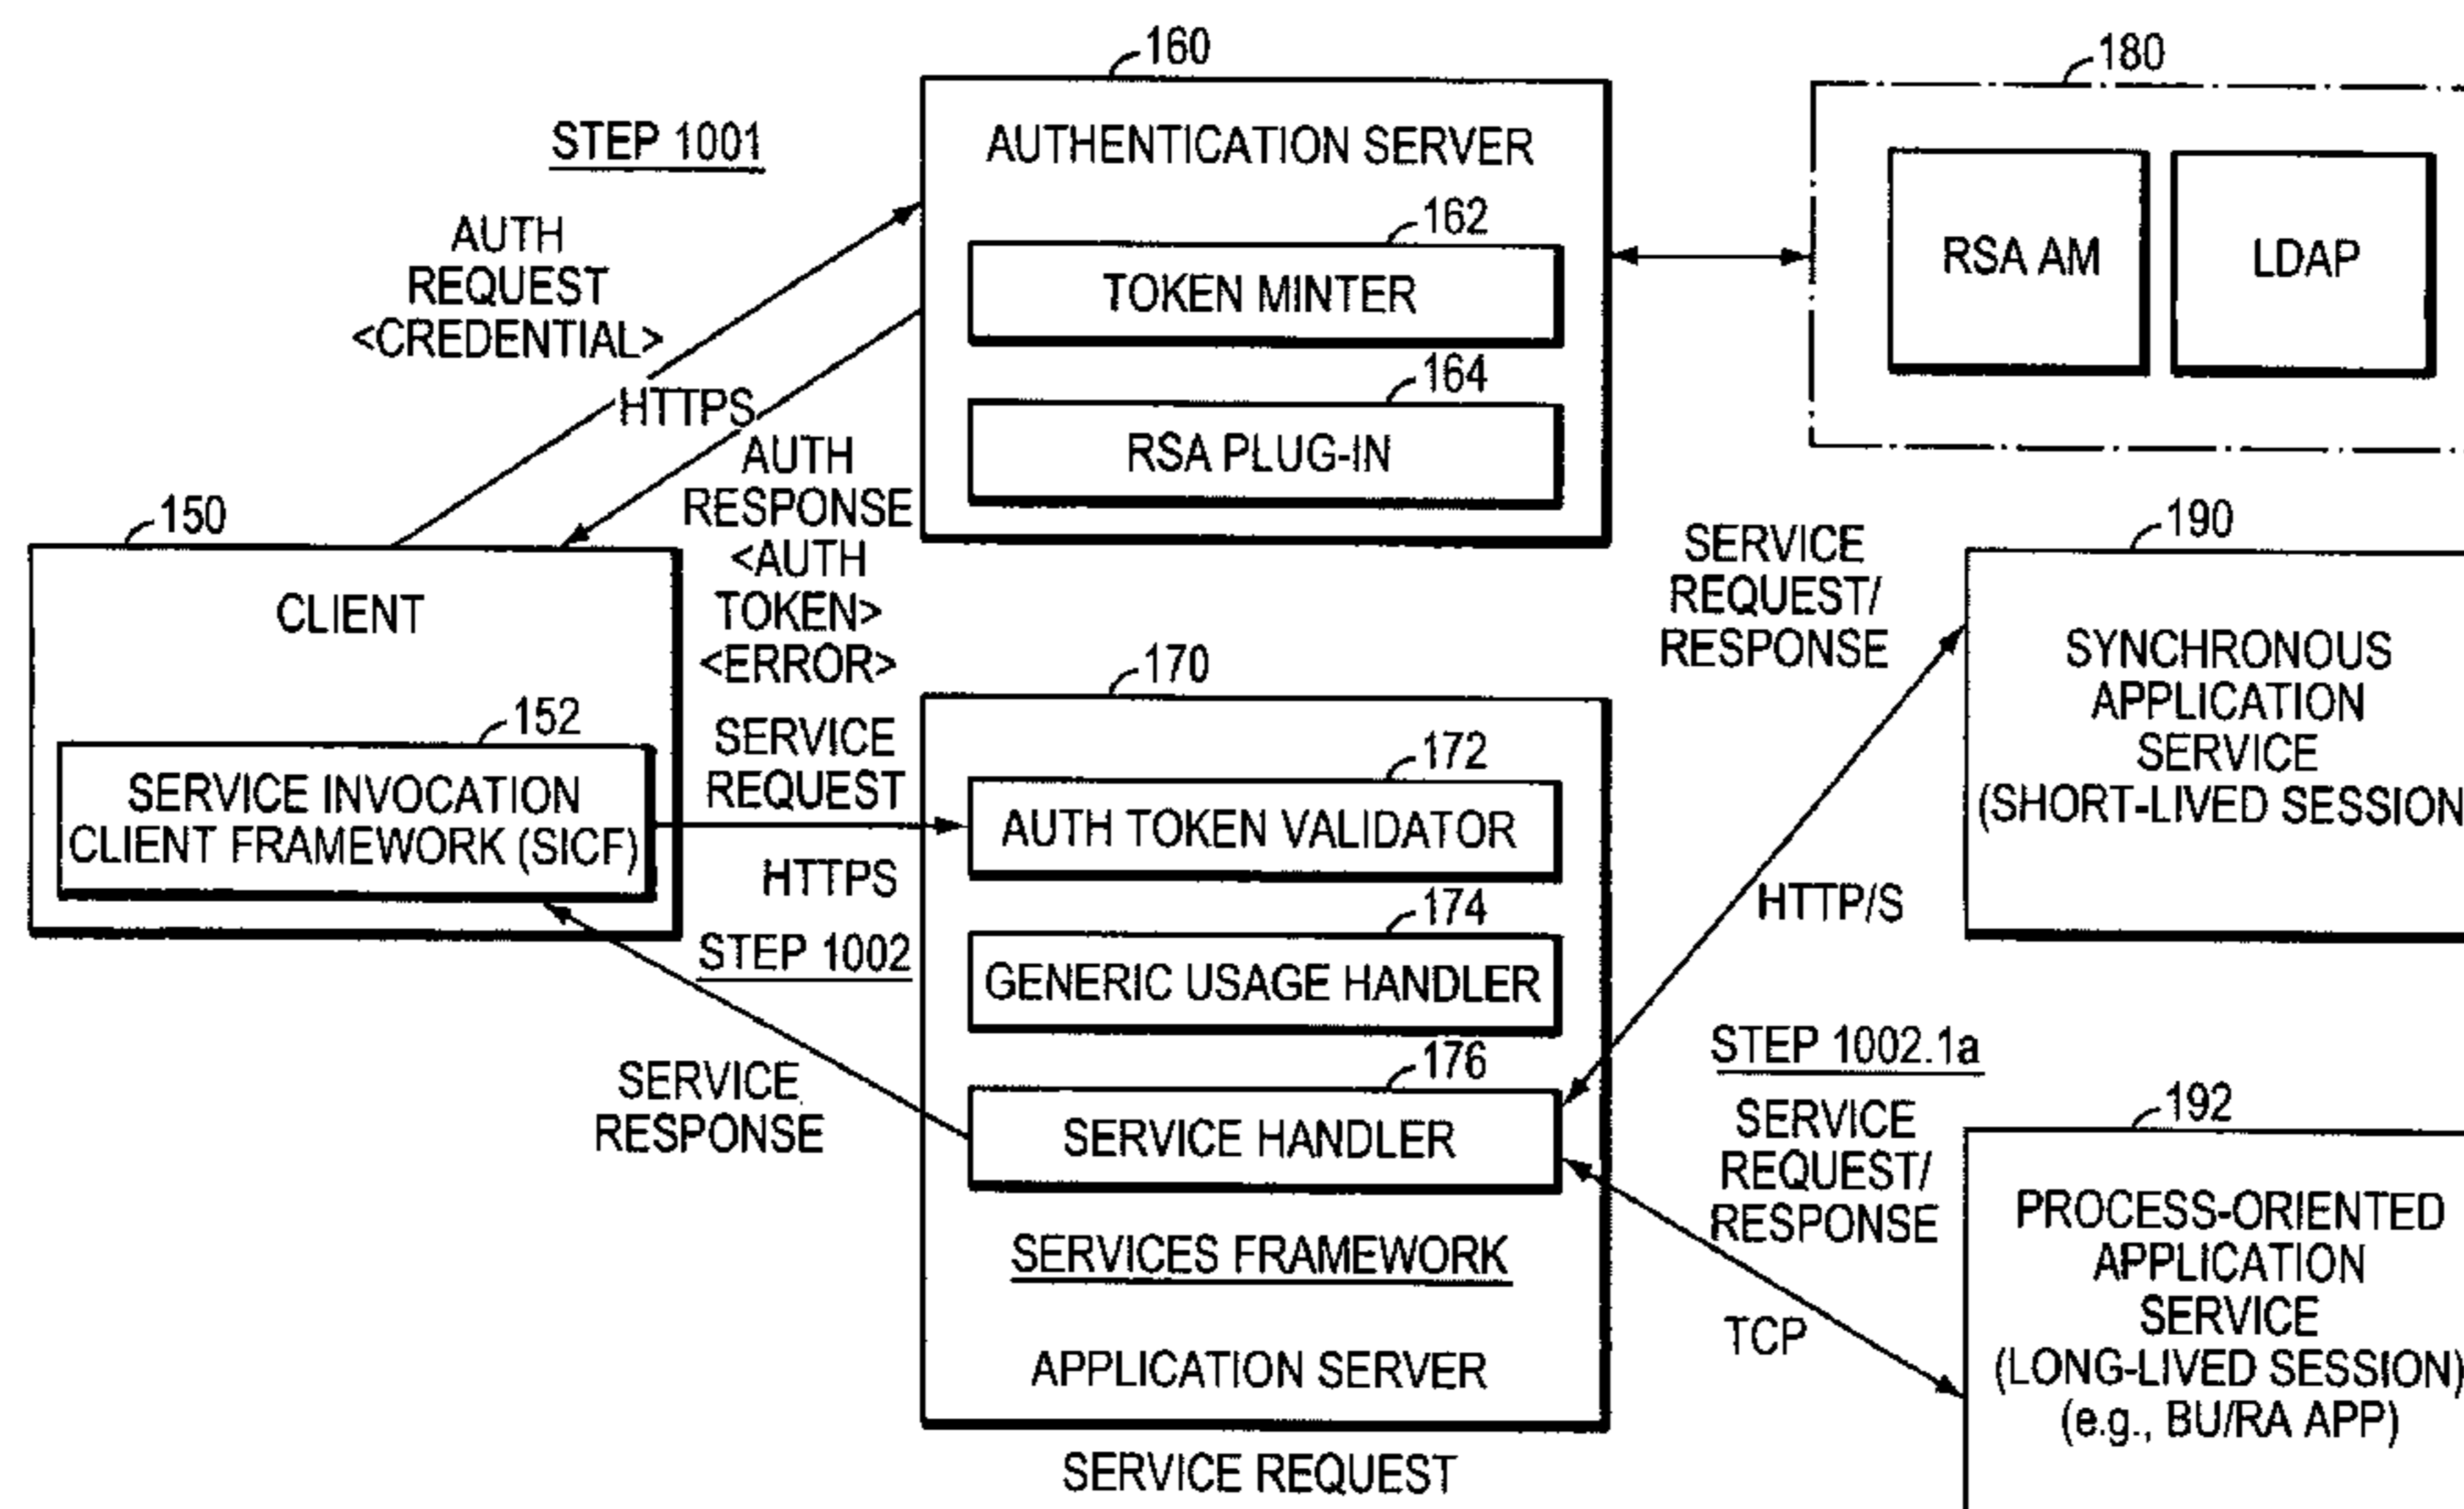 160
180
STEP 1001
AUTHENTICATION SERVER
162
TOKEN MINTER
164
RSA PLUG-IN
RSA AM
LDAP
AUTH
REQUEST
<CREDENTIAL>
HTTPS
AUTH
RESPONSE
<AUTH
TOKEN>
<ERROR>
150
CLIENT
152
SERVICE INVOCATION
CLIENT FRAMEWORK (SICF)
SERVICE
REQUEST
HTTPS
STEP 1002
SERVICE
RESPONSE
170
172
AUTH TOKEN VALIDATOR
174
GENERIC USAGE HANDLER
176
SERVICE HANDLER
SERVICES FRAMEWORK
APPLICATION SERVER
SERVICE REQUEST
SERVICE
REQUEST/
RESPONSE
HTTP/S
190
SYNCHRONOUS
APPLICATION
SERVICE
(SHORT-LIVED SESSION
STEP 1002.1a
SERVICE
REQUEST/
RESPONSE
TCP
192
PROCESS-ORIENTED
APPLICATION
SERVICE
(LONG-LIVED SESSION)
(e.g., BU/RA APP)